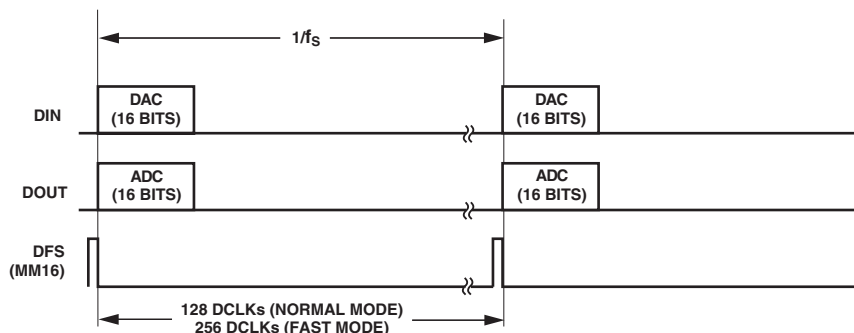 1/fS
DIN
DAC
(16 BITS)
DAC
(16 BITS)
DOUT
ADC
(16 BITS)
ADC
(16 BITS)
DFS
(MM16)
128 DCLKs (NORMAL MODE)
256 DCLKs (FAST MODE)